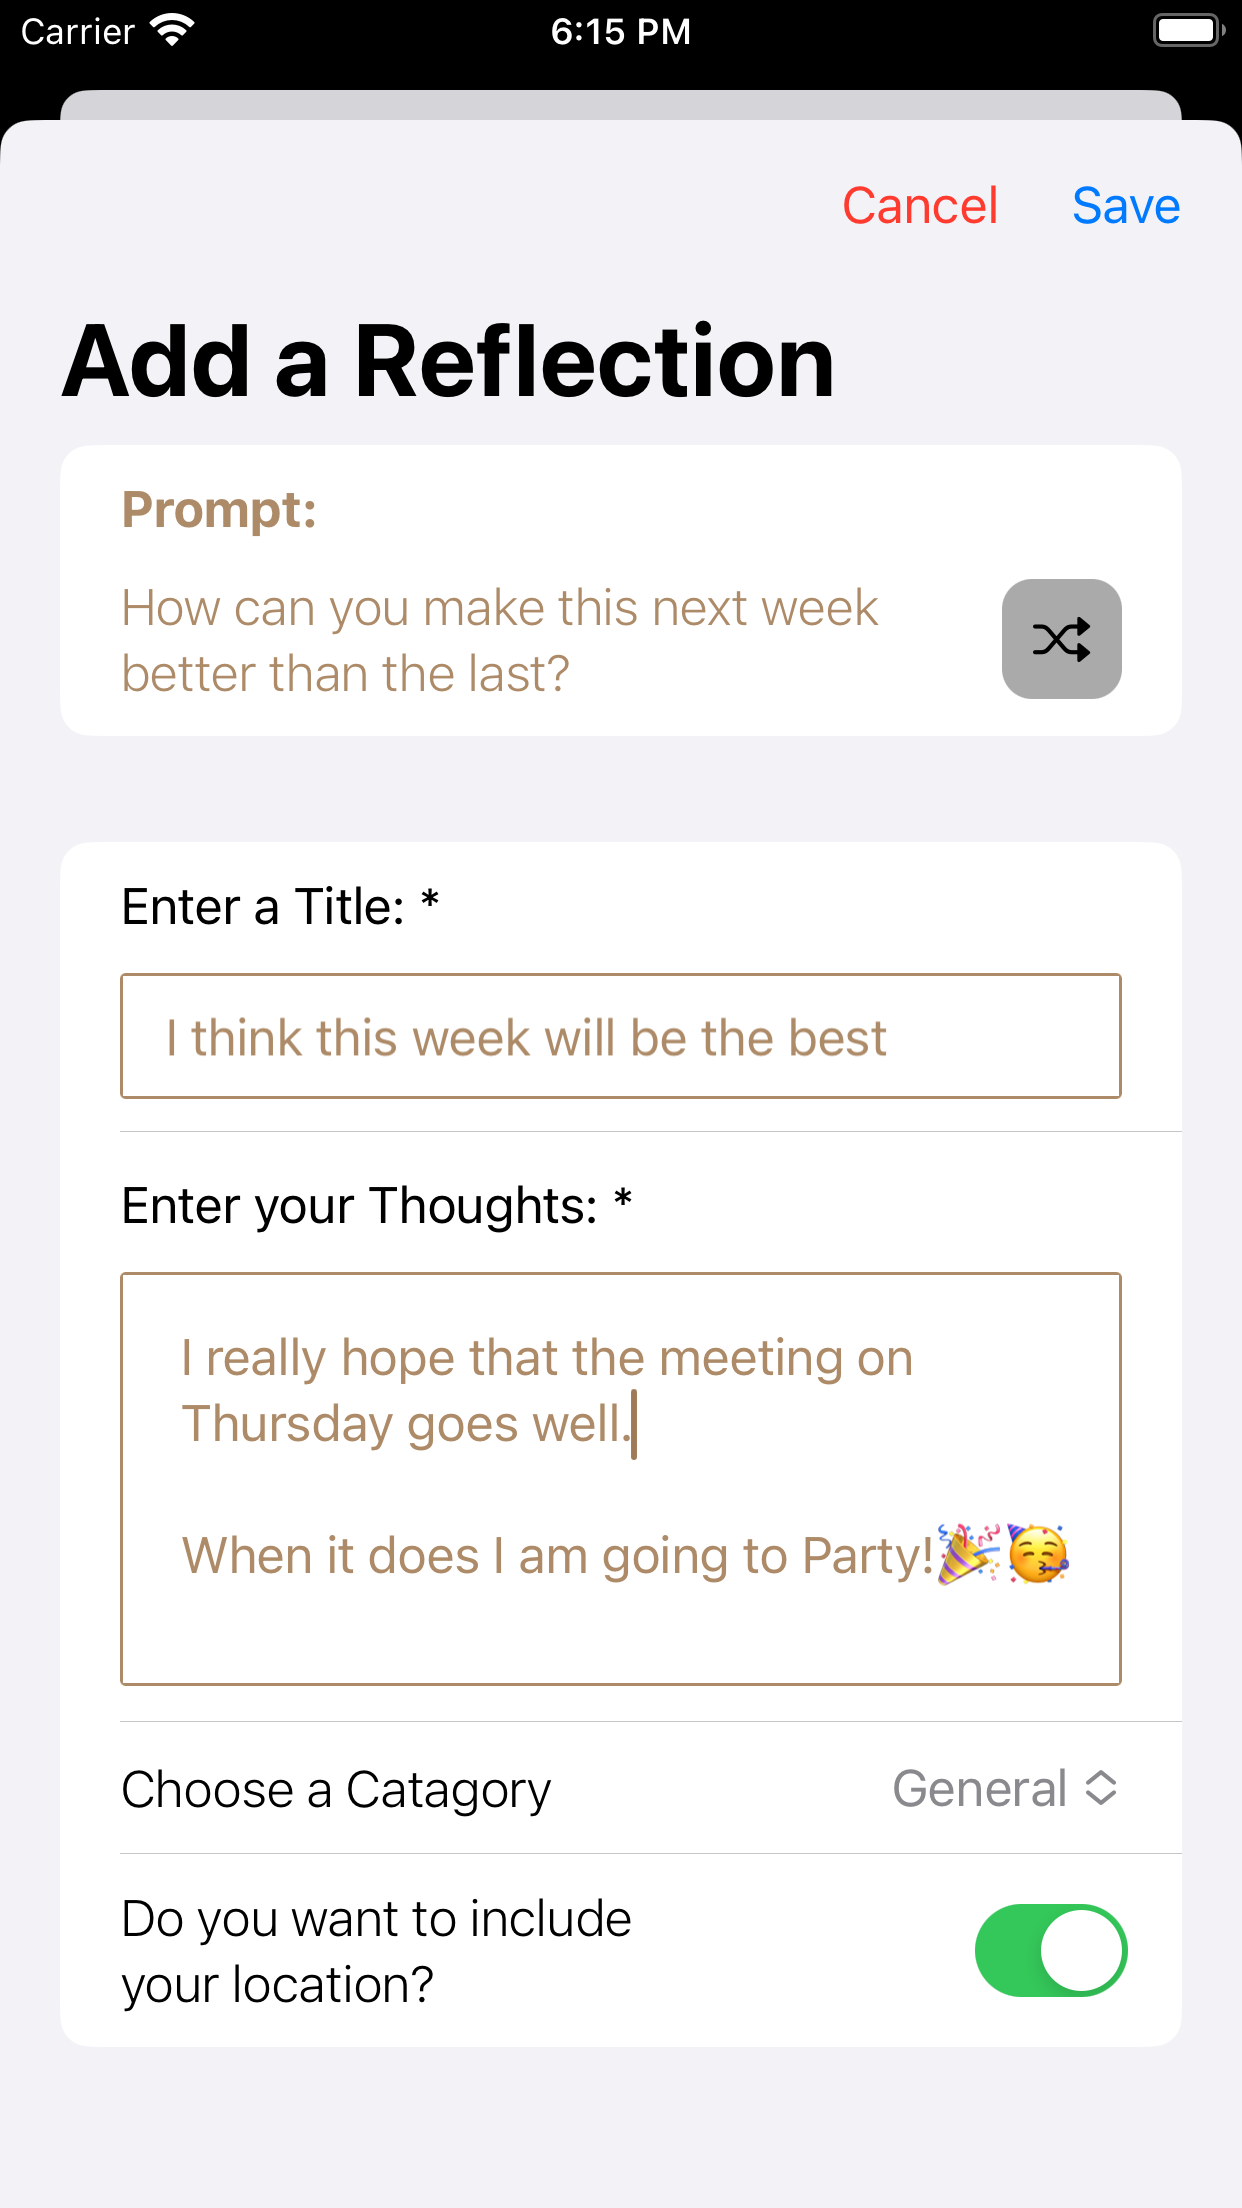 Carrier
6:15 PM
Cancel
Save
Add a Reflection
Prompt:
How can you make this next week
better than the last?
Enter a Title: *
I think this week will be the best
Enter your Thoughts: *
I really hope that the meeting on
Thursday goes well.
When it does I am going to Party!🎉🥳
Choose a Catagory
General
Do you want to include
your location?